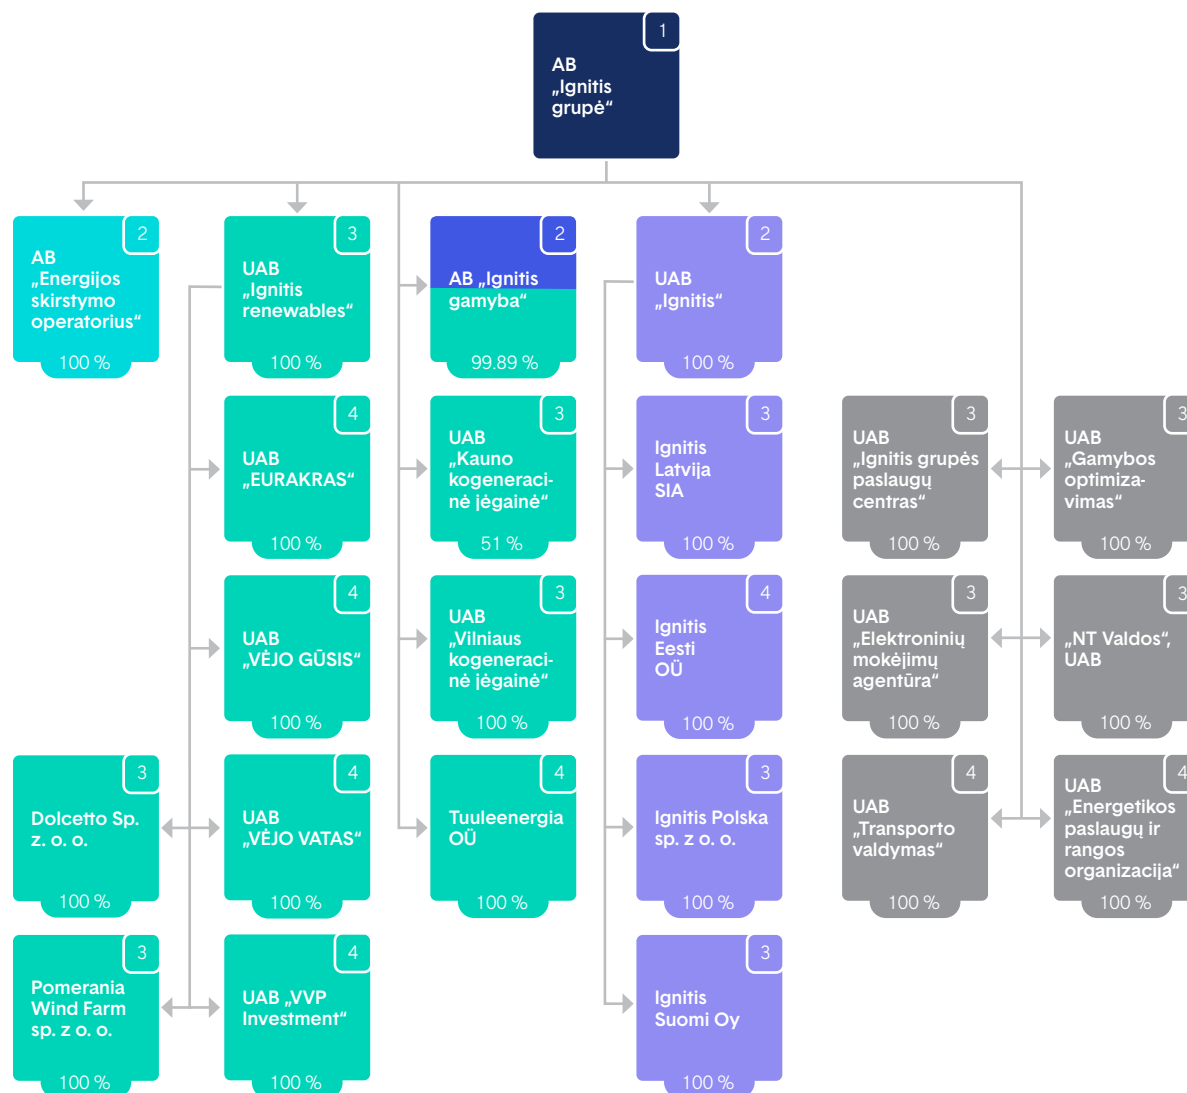 1
AB
„Ignitis
grupė“
2
AB
„Energijos
skirstymo
operatorius“
100 %
3
UAB
„Ignitis
renewables“
100 %
2
AB „Ignitis
gamyba“
99.89 %
2
UAB
„Ignitis“
100 %
4
UAB
„EURAKRAS“
100 %
3
UAB
„Kauno
kogeneraci-
nė jėgainė“
51 %
3
Ignitis
Latvija
SIA
100 %
3
UAB
„Ignitis grupės
paslaugų
centras“
100 %
3
UAB
„Gamybos
optimiza-
vimas“
100 %
4
UAB
„VĖJO GŪSIS“
100 %
3
UAB
„Vilniaus
kogeneraci-
nė jėgainė“
100 %
4
Ignitis
Eesti
OÜ
100 %
3
UAB
„Elektroninių
mokėjimų
agentūra“
100 %
3
„NT Valdos“,
UAB
100 %
3
Dolcetto Sp.
z. o. o.
100 %
4
UAB
„VĖJO VATAS“
100 %
4
Tuuleenergia
OÜ
100 %
3
Ignitis Polska
sp. z o. o.
100 %
4
UAB
„Transporto
valdymas“
100 %
4
UAB
„Energetikos
paslaugų ir
rangos
organizacija“
100 %
3
Pomerania
Wind Farm
sp. z o. o.
100 %
4
UAB „VVP
Investment“
100 %
3
Ignitis
Suomi Oy
100 %